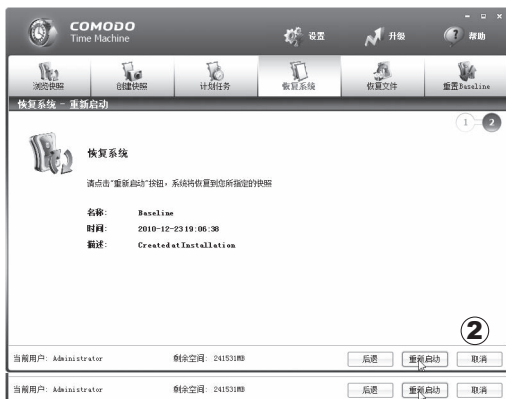 COMODO
Time Machine
设置
升级
帮助
浏览快照
创建快照
计划任务
恢复系统
恢复文件
重置Baseline
恢复系统 - 重新启动
1 2
恢复系统
请点击"重新启动"按钮，系统将恢复到您所指定的快照
名称: Baseline
时间: 2010-12-23 19:06:38
描述: Created at Installation
②
当前用户: Administrator 剩余空间: 241531MB 后退 重新启动 取消
当前用户: Administrator 剩余空间: 241531MB 后退 重新启动 取消